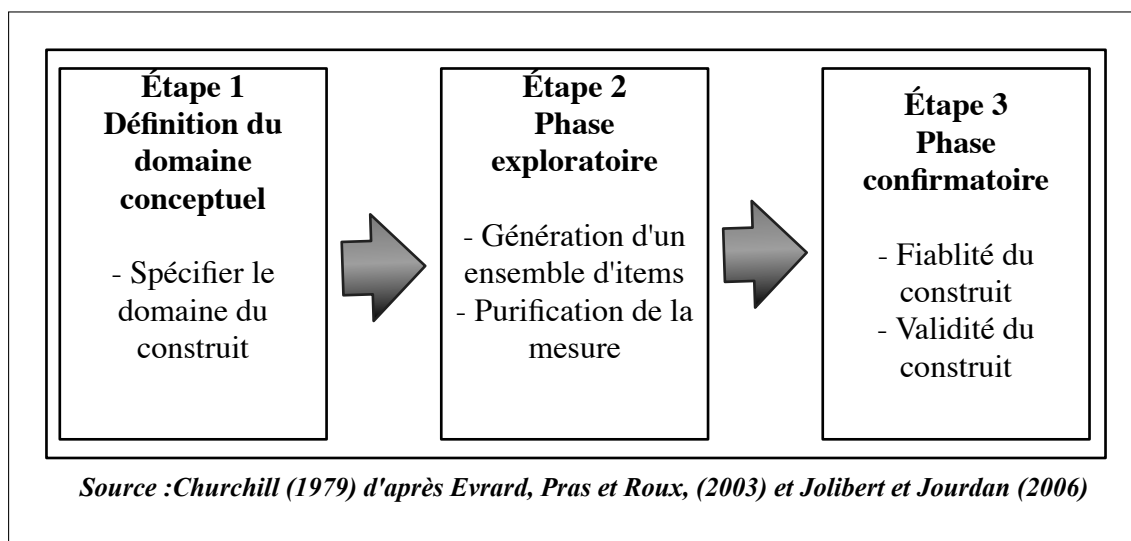 Étape 1
Définition du
domaine
conceptuel
- Spécifier le
domaine du
construit
Étape 2
Phase
exploratoire
- Génération d'un
ensemble d'items
- Purification de la
mesure
Étape 3
Phase
confirmatoire
- Fiablité du
construit
- Validité du
construit
Source :Churchill (1979) d'après Evrard, Pras et Roux, (2003) et Jolibert et Jourdan (2006)